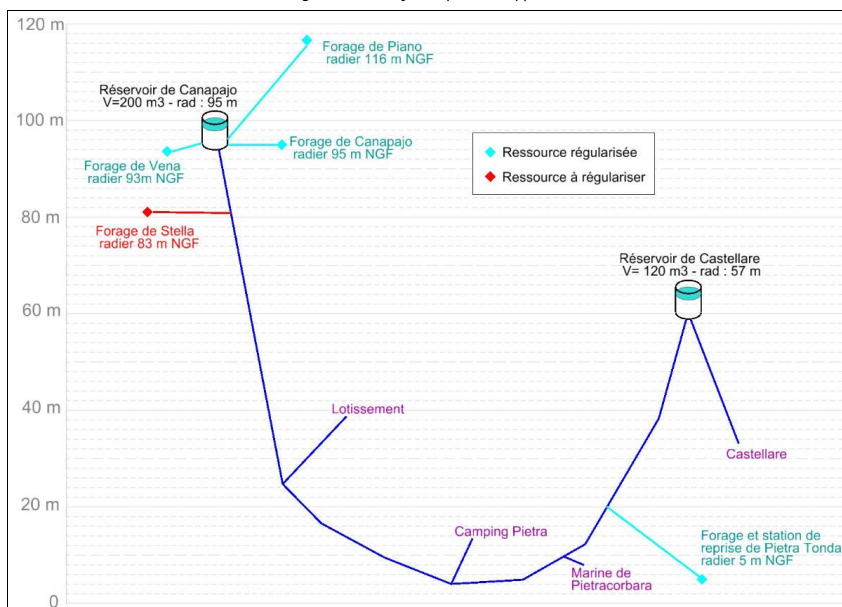 120 m
Forage de Piano
radier 116 m NGF
Réservoir de Canapajo
V=200 m3 - rad : 95 m
100 m
Forage de Canapajo
radier 95 m NGF
Forage de Vena
radier 93m NGF
Ressource régularisée
Ressource à régulariser
80 m
Forage de Stella
radier 83 m NGF
Réservoir de Castellare
V= 120 m3 - rad : 57 m
60 m
40 m
Lotissement
Castellare
20 m
Camping Pietra
Forage et station de
reprise de Pietra Tonda
radier 5 m NGF
Marine de
Pietracorbara
0